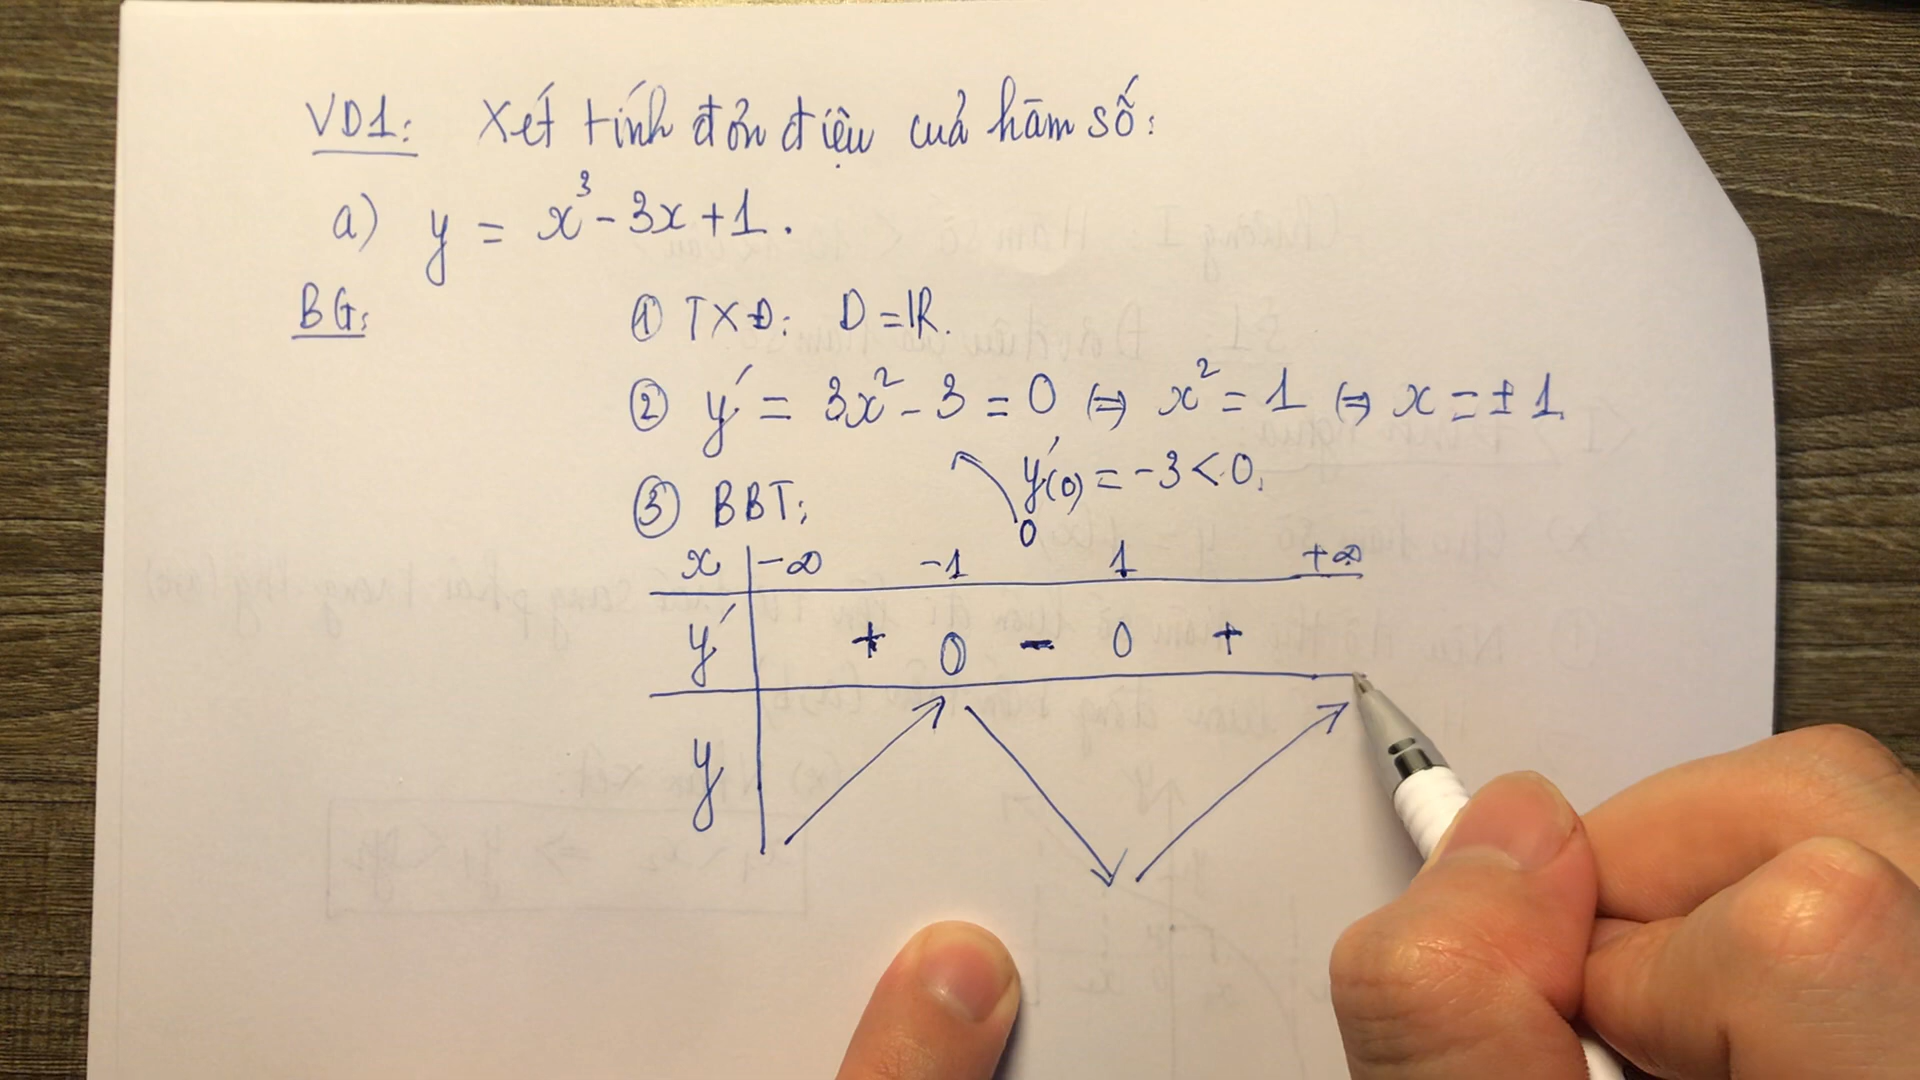 VD1: Xét tính đơn điệu của hàm số:
a) y = x³ - 3x + 1.
BG:
① TXĐ: D = ℝ.
② y' = 3x² - 3 = 0 ⇔ x² = 1 ⇔ x = ± 1.
y'(0) = -3 < 0.
③ BBT:
0
x -∞ -1 1 +∞
y' + 0 - 0 +
y